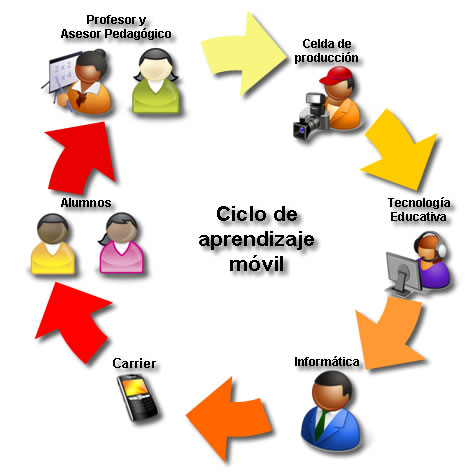 Profesor y
Asesor Pedagógico
Celda de
producción
Tecnología
Educativa
Informática
Carrier
Alumnos
Ciclo de
aprendizaje
móvil